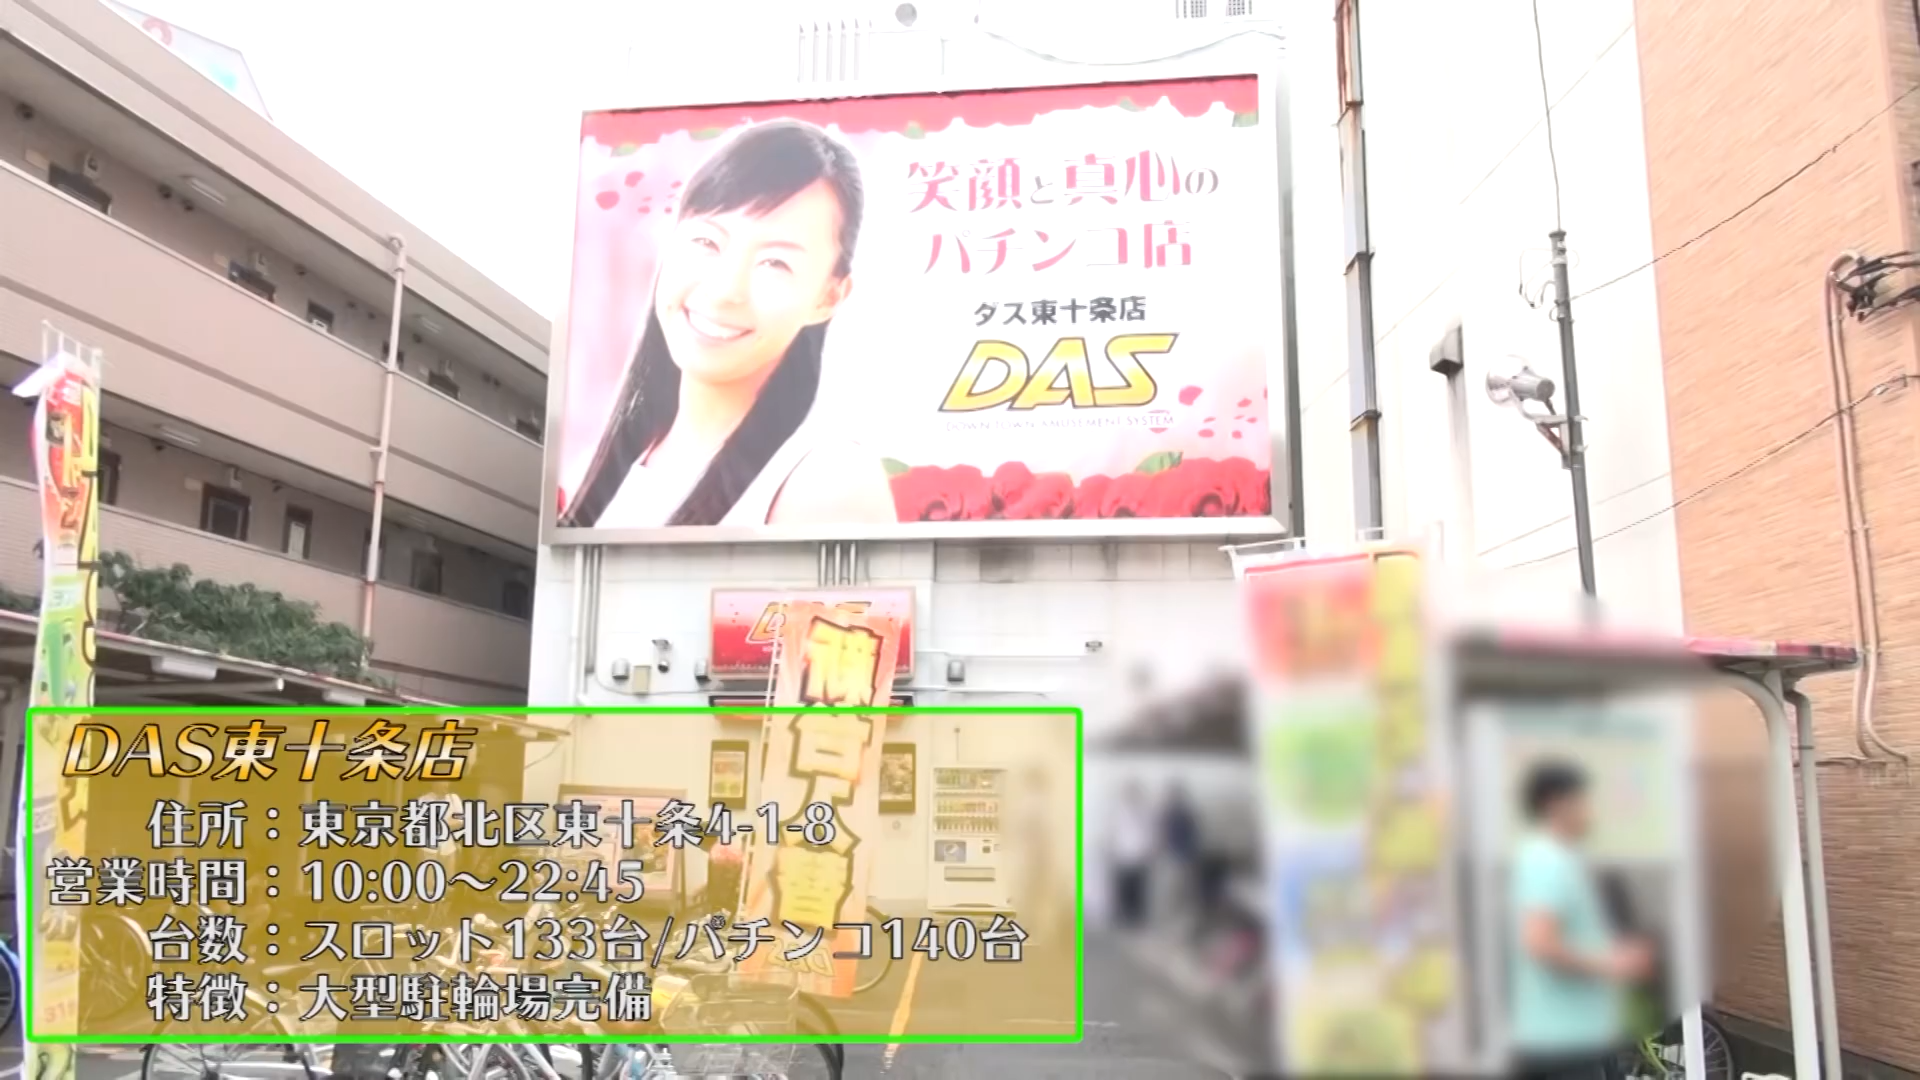 笑顔と真心の
パチンコ店
ダス東十条店
DAS
DOWN TOWN AMUSEMENT SYSTEM
DAS
DAS東十条店
住所:東京都北区東十条4-1-8
営業時間:10:00〜22:45
台数:スロット133台/パチンコ140台
特徴:大型駐輪場完備